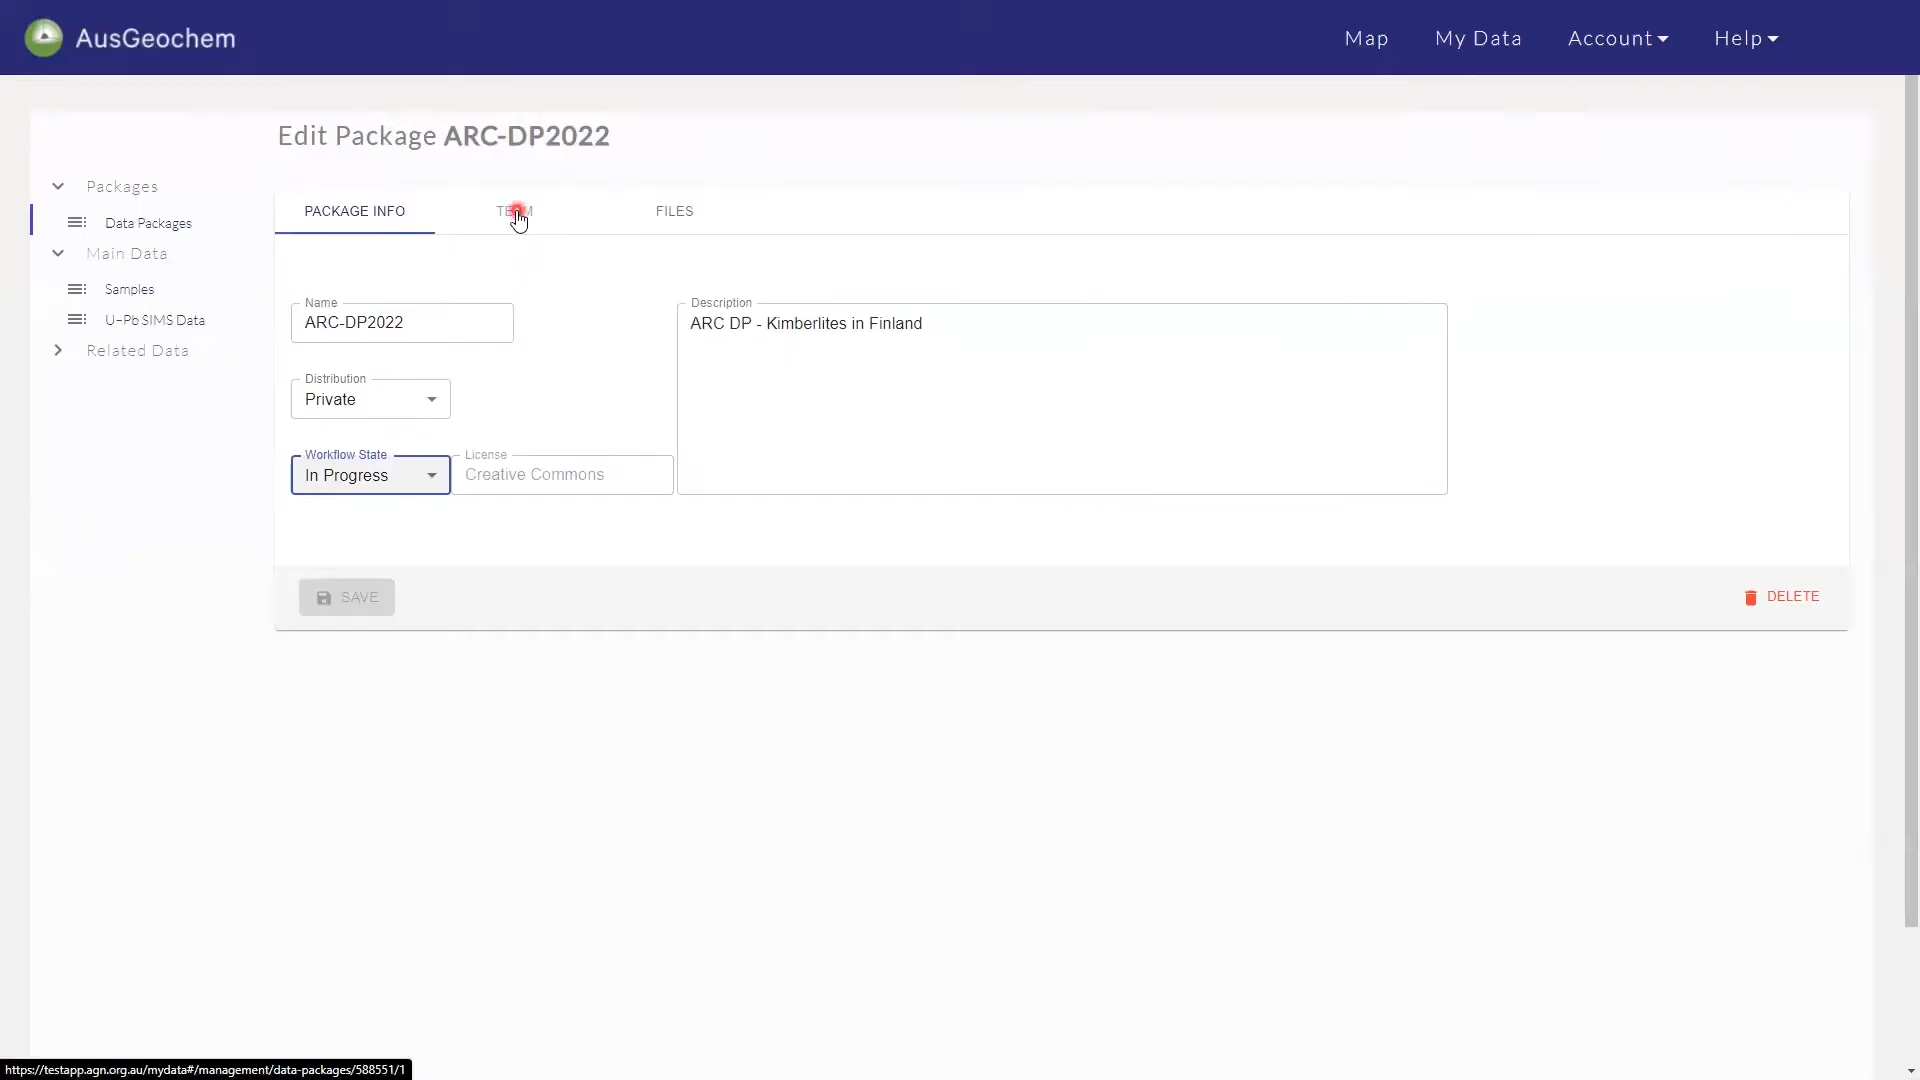 AusGeochem
Map
My Data
Account
Help
Edit Package ARC-DP2022
Packages
Data Packages
Main Data
Samples
U-Pb SIMS Data
Related Data
PACKAGE INFO
TEAM
FILES
Name
ARC-DP2022
Description
ARC DP - Kimberlites in Finland
Distribution
Private
Workflow State
In Progress
License
Creative Commons
SAVE
DELETE
https://testapp.agn.org.au/mydata#/management/data-packages/588551/1